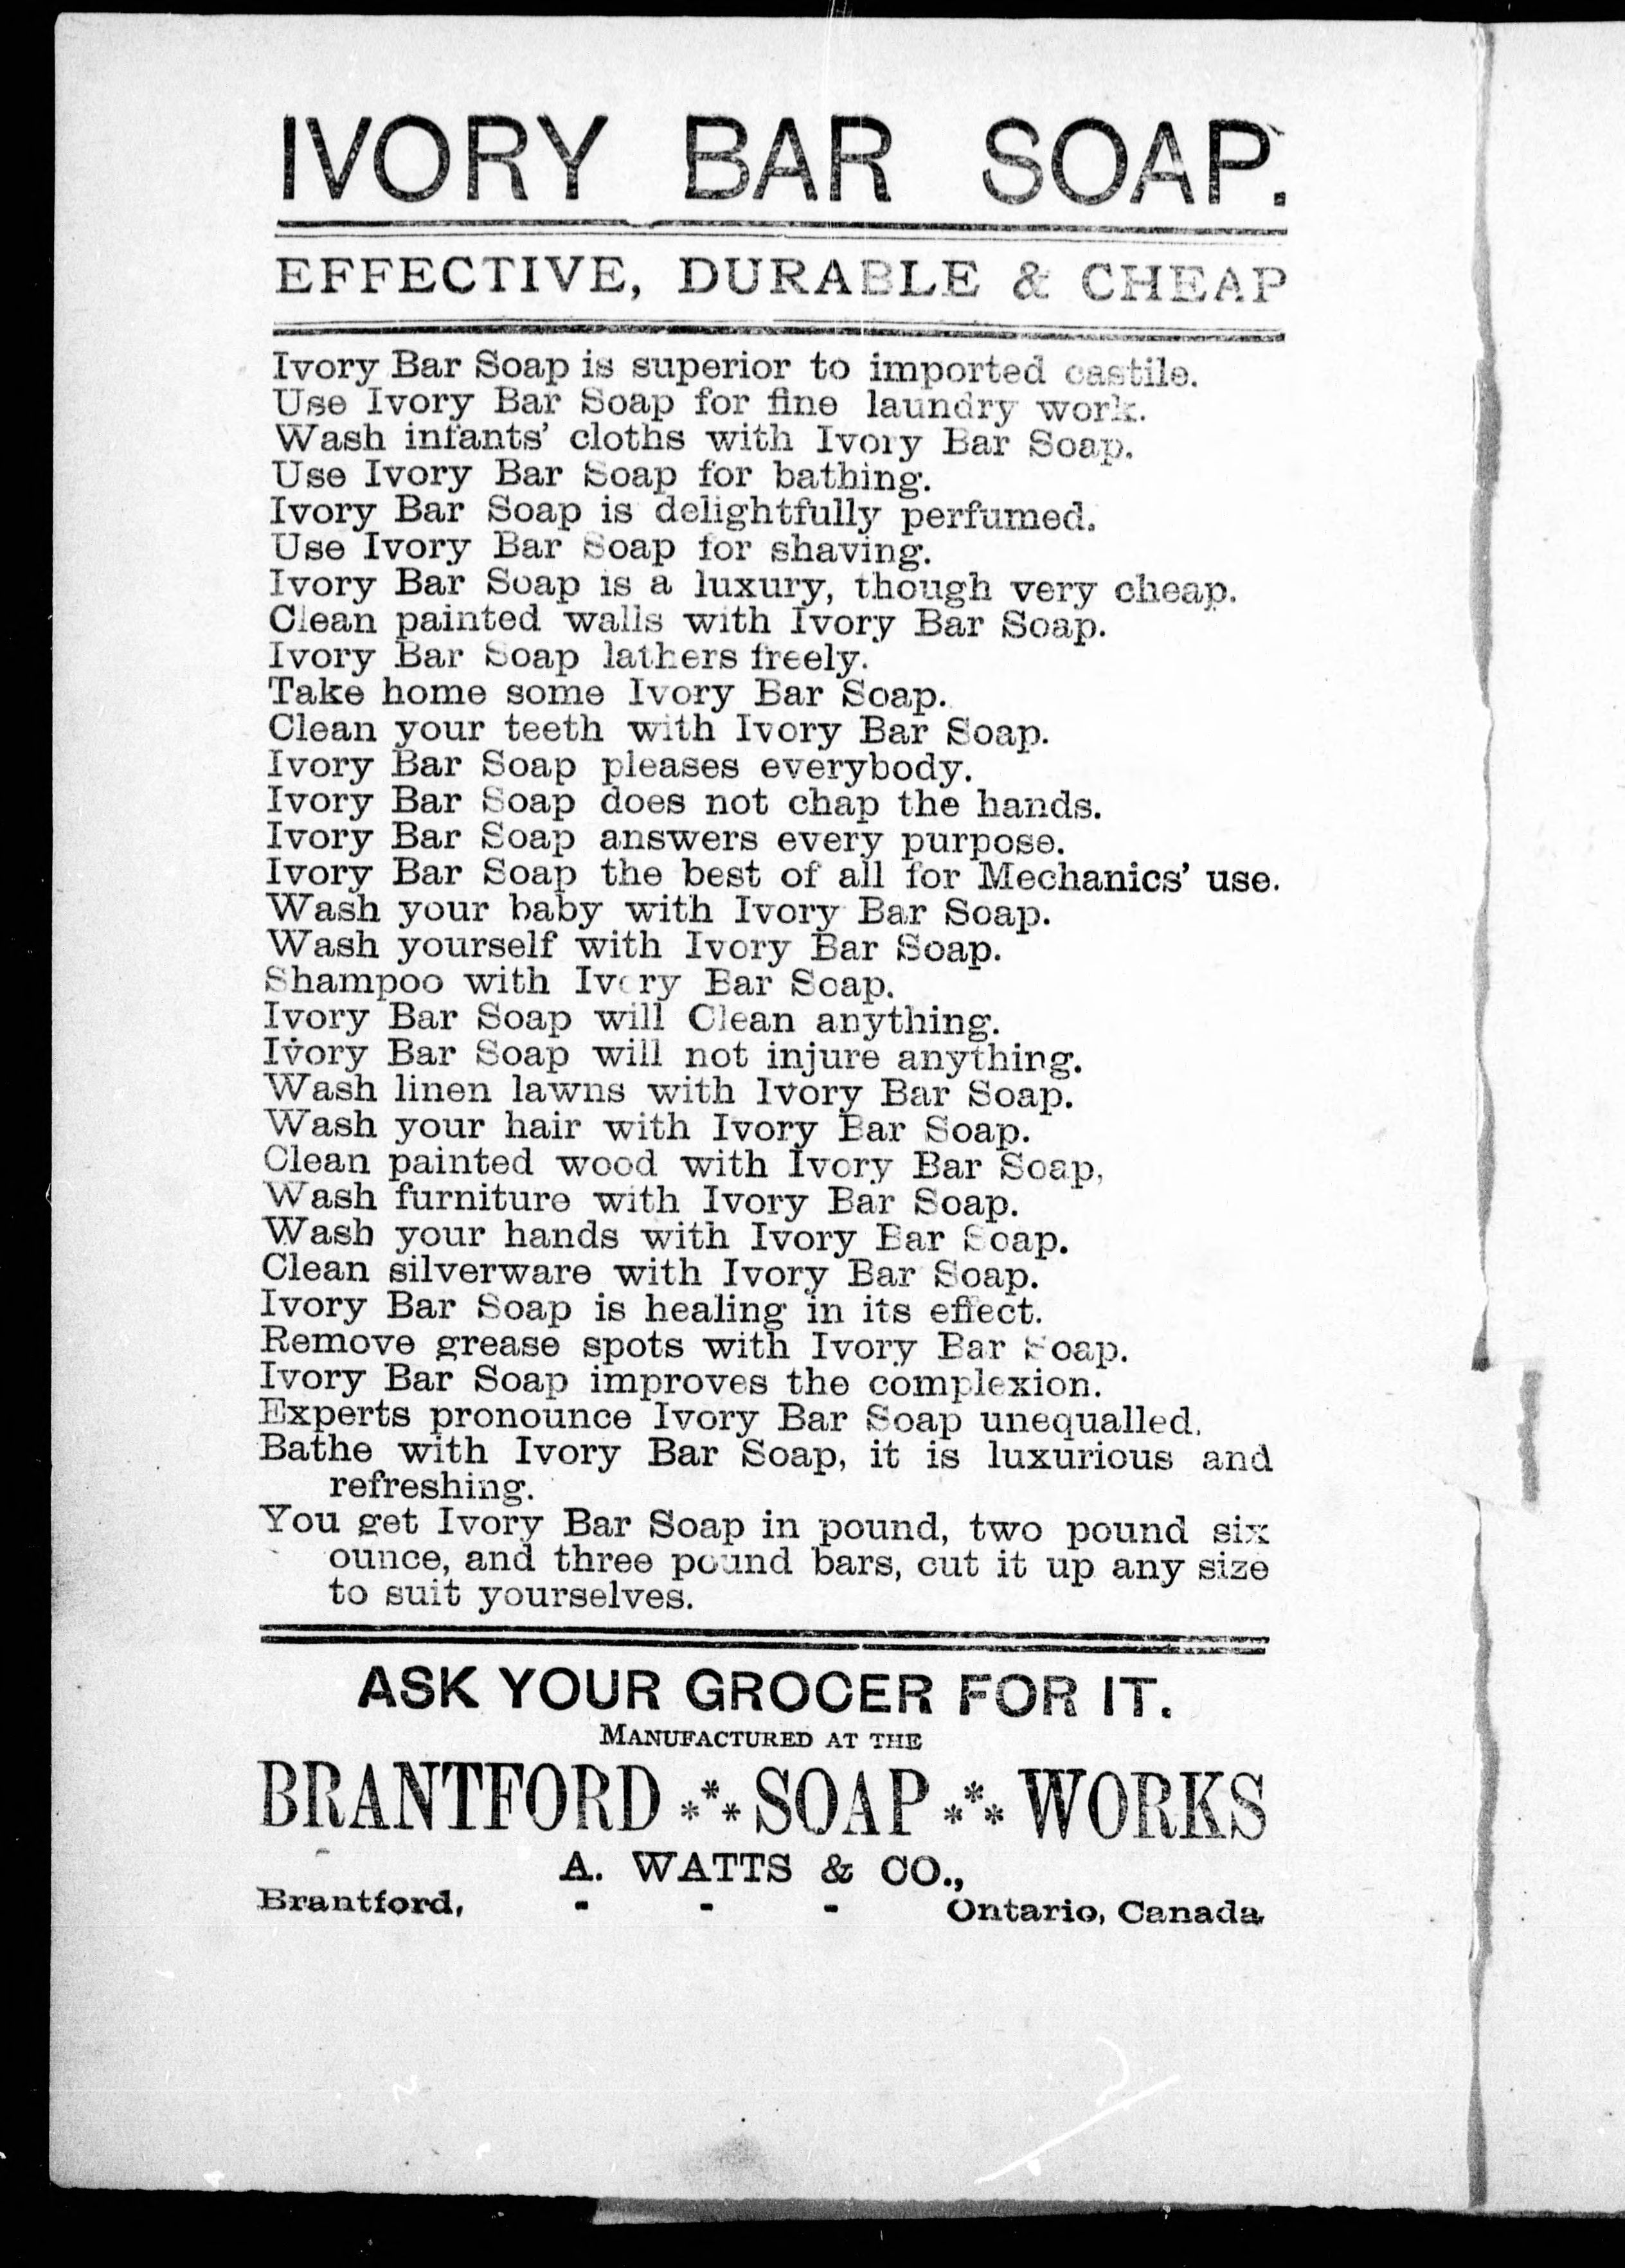 IVORY BAR SOAP.
EFFECTIVE, DURABLE & CHEAP
Ivory Bar Soap is superior to imported castile.
Use Ivory Bar Soap for fine laundry work.
Wash infants' cloths with Ivory Bar Soap.
Use Ivory Bar Soap for bathing.
Ivory Bar Soap is delightfully perfumed.
Use Ivory Bar Soap for shaving.
Ivory Bar Soap is a luxury, though very cheap.
Clean painted walls with Ivory Bar Soap.
Ivory Bar Soap lathers freely.
Take home some Ivory Bar Soap.
Clean your teeth with Ivory Bar Soap.
Ivory Bar Soap pleases everybody.
Ivory Bar Soap does not chap the hands.
Ivory Bar Soap answers every purpose.
Ivory Bar Soap the best of all for Mechanics' use.
Wash your baby with Ivory Bar Soap.
Wash yourself with Ivory Bar Soap.
Shampoo with Ivory Bar Soap.
Ivory Bar Soap will Clean anything.
Ivory Bar Soap will not injure anything.
Wash linen lawns with Ivory Bar Soap.
Wash your hair with Ivory Bar Soap.
Clean painted wood with Ivory Bar Soap,
Wash furniture with Ivory Bar Soap.
Wash your hands with Ivory Bar Soap.
Clean silverware with Ivory Bar Soap.
Ivory Bar Soap is healing in its effect.
Remove grease spots with Ivory Bar Soap.
Ivory Bar Soap improves the complexion.
Experts pronounce Ivory Bar Soap unequalled.
Bathe with Ivory Bar Soap, it is luxurious and
refreshing.
You get Ivory Bar Soap in pound, two pound six
ounce, and three pound bars, cut it up any size
to suit yourselves.
ASK YOUR GROCER FOR IT.
MANUFACTURED AT THE
BRANTFORD *** SOAP *** WORKS
A. WATTS & CO.,
Brantford, - - - Ontario, Canada